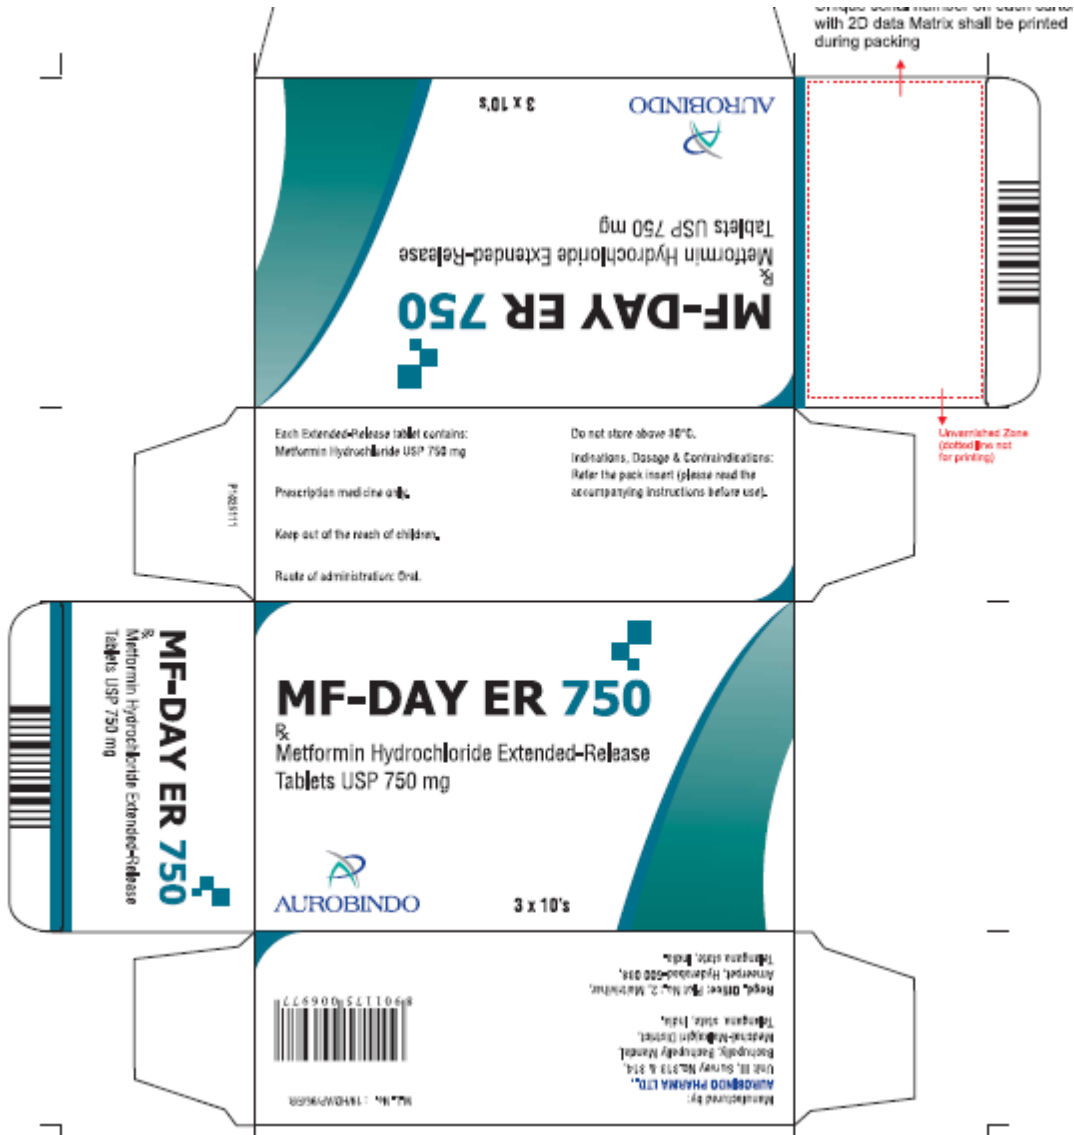 with 2D data Matrix shall be printed
during packing
3 x 10's
AUROBINDO
MF-DAY ER 750
Rx
Metformin Hydrochloride Extended-Release
Tablets USP 750 mg
Unvarnished Zone
(dotted line not
for printing)
Each Extended-Release tablet contains:
Metformin Hydrochloride USP 750 mg
Prescription medicine only.
Keep out of the reach of children.
Route of administration: Oral.
Do not store above 30°C.
Indinations, Dosage & Contraindications:
Refer the pack insert (please read the
accompanying instructions before use).
MF-DAY ER 750
Rx
Metformin Hydrochloride Extended-Release
Tablets USP 750 mg
MF-DAY ER 750
Rx
Metformin Hydrochloride Extended-Release
Tablets USP 750 mg
AUROBINDO
3 x 10's
Manufactured by:
AUROBINDO PHARMA LTD.,
Unit III, Survey No.313 & 314,
Bachupally, Bachupally Mandal,
Medchal-Malkajgiri District,
Telangana state, India.
Regd. Office: Plot No.: 2, Maitrivihar,
Ameerpet, Hyderabad-500 038,
Telangana state, India.
8901175006977